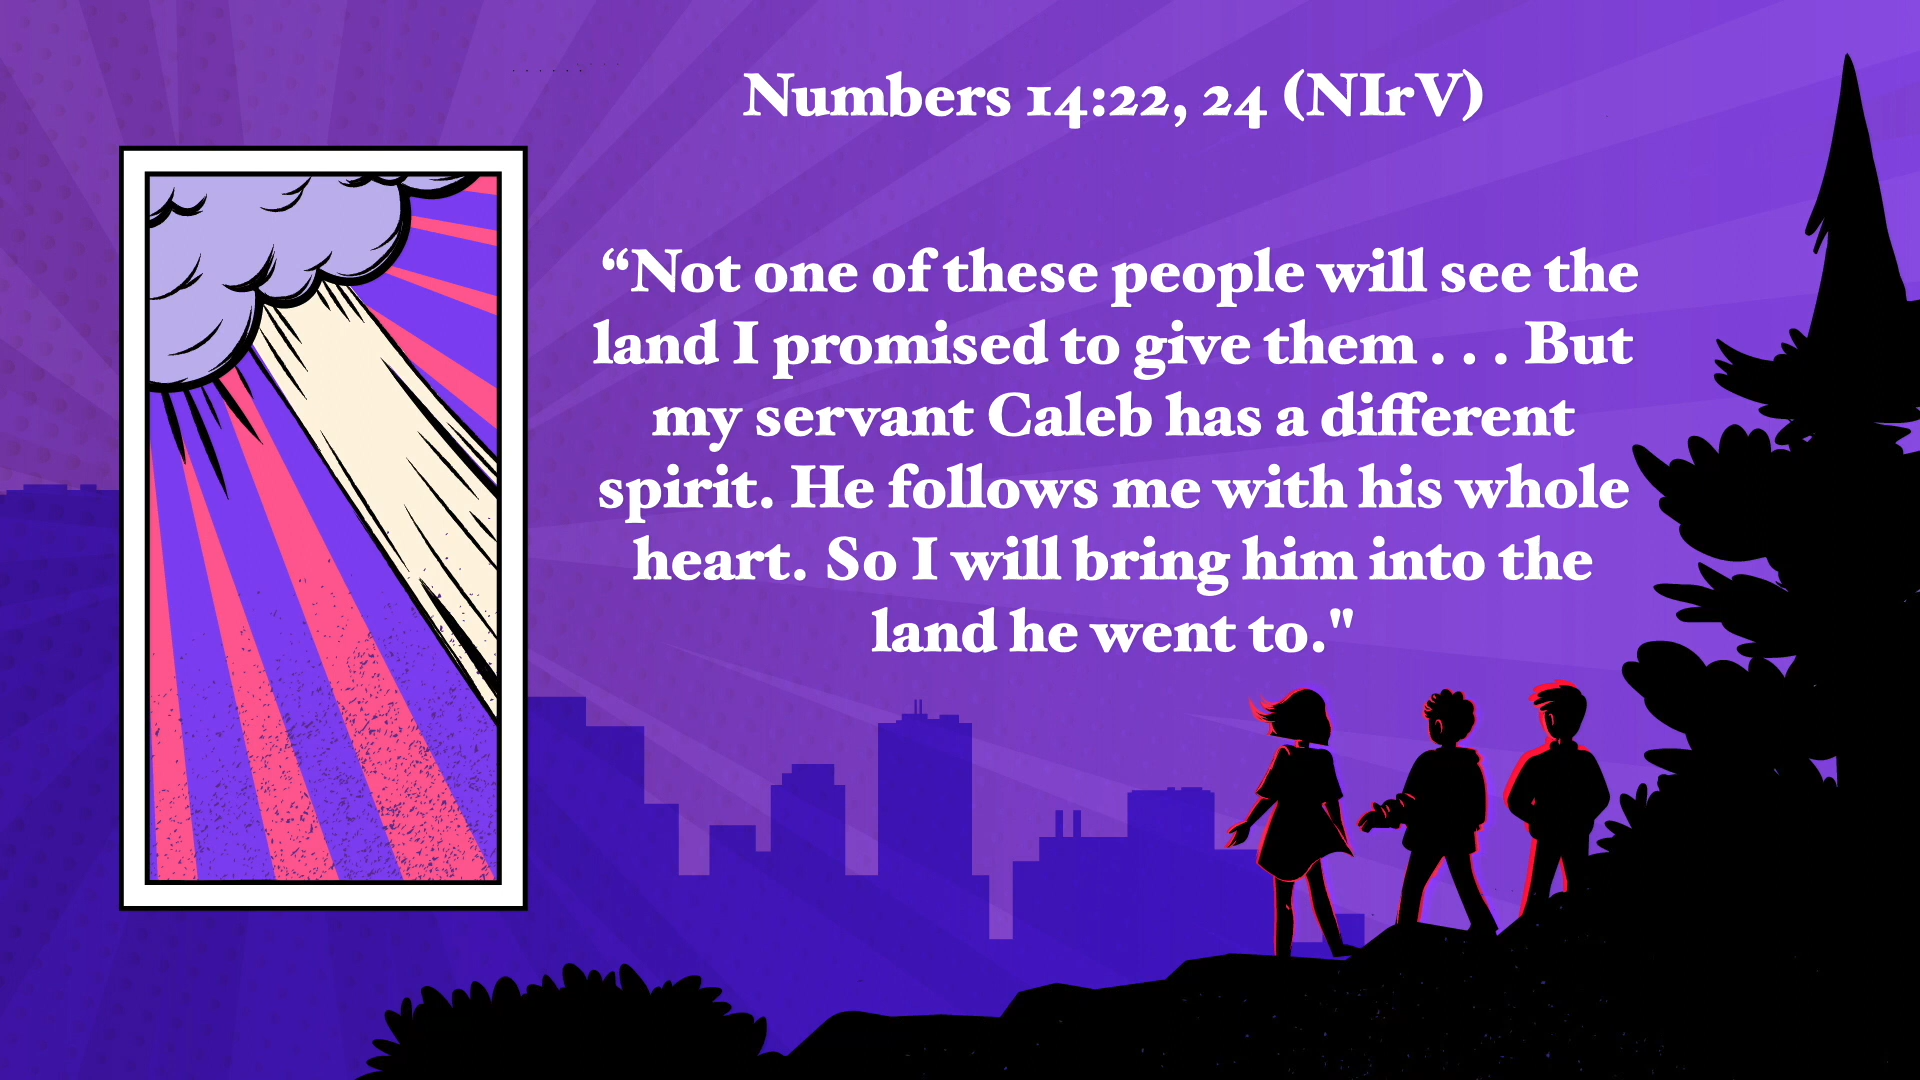 Numbers 14:22, 24 (NIrV)
“Not one of these people will see the
land I promised to give them . . . But
my servant Caleb has a different
spirit. He follows me with his whole
heart. So I will bring him into the
land he went to."